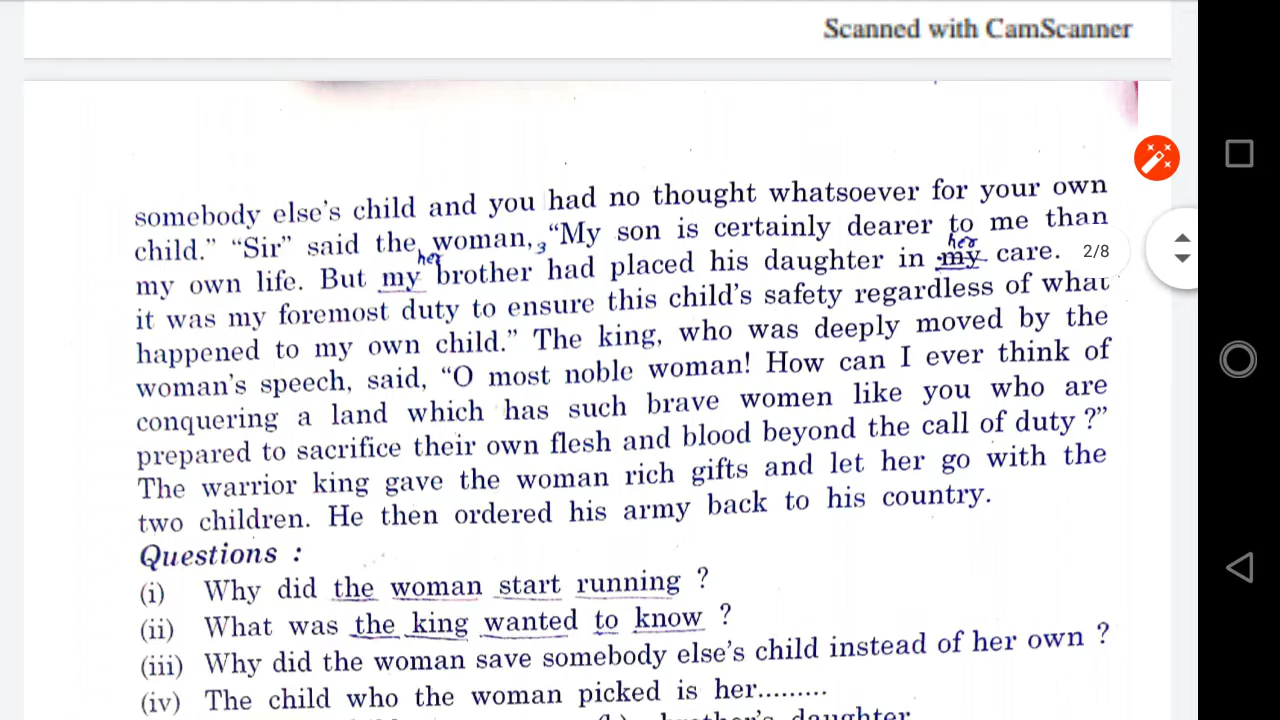 Scanned with CamScanner
somebody else's child and you had no thought whatsoever for your own
child." "Sir" said the woman, "My son is certainly dearer to me than
her her
my own life. But my brother had placed his daughter in my care.
2/8
it was my foremost duty to ensure this child's safety regardless of what
happened to my own child." The king, who was deeply moved by the
woman's speech, said, "O most noble woman! How can I ever think of
conquering a land which has such brave women like you who are
prepared to sacrifice their own flesh and blood beyond the call of duty ?"
The warrior king gave the woman rich gifts and let her go with the
two children. He then ordered his army back to his country.
Questions :
(i) Why did the woman start running ?
(ii) What was the king wanted to know ?
(iii) Why did the woman save somebody else's child instead of her own ?
(iv) The child who the woman picked is her.........
brother's daughter